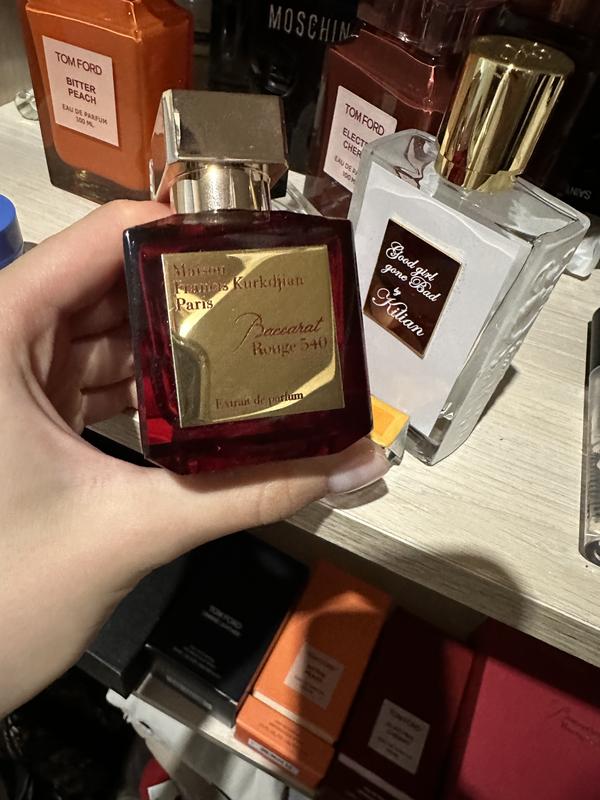 MOSCHIN
TOM FORD
BITTER
PEACH
EAU DE PARFUM
100 ML
TOM FORD
ELECT
CHER
EAU DE PA
100 M
SAINT
Maison
Francis Kurkdjian
Paris
Baccarat
Rouge 540
Extrait de parfum
Good girl
gone Bad
by
Kilian
TOM FORD